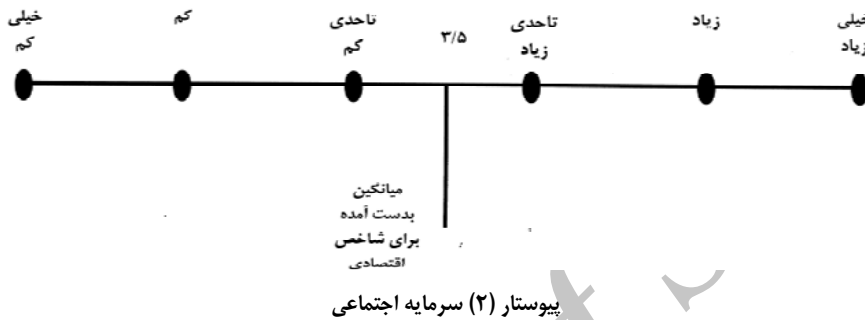 خیلی کم
کم
تاحدی کم
۳/۵
تاحدی زیاد
زیاد
خیلی زیاد
میانگین
بدست آمده
برای شاخص
اقتصادی
پیوستار (۲) سرمایه اجتماعی